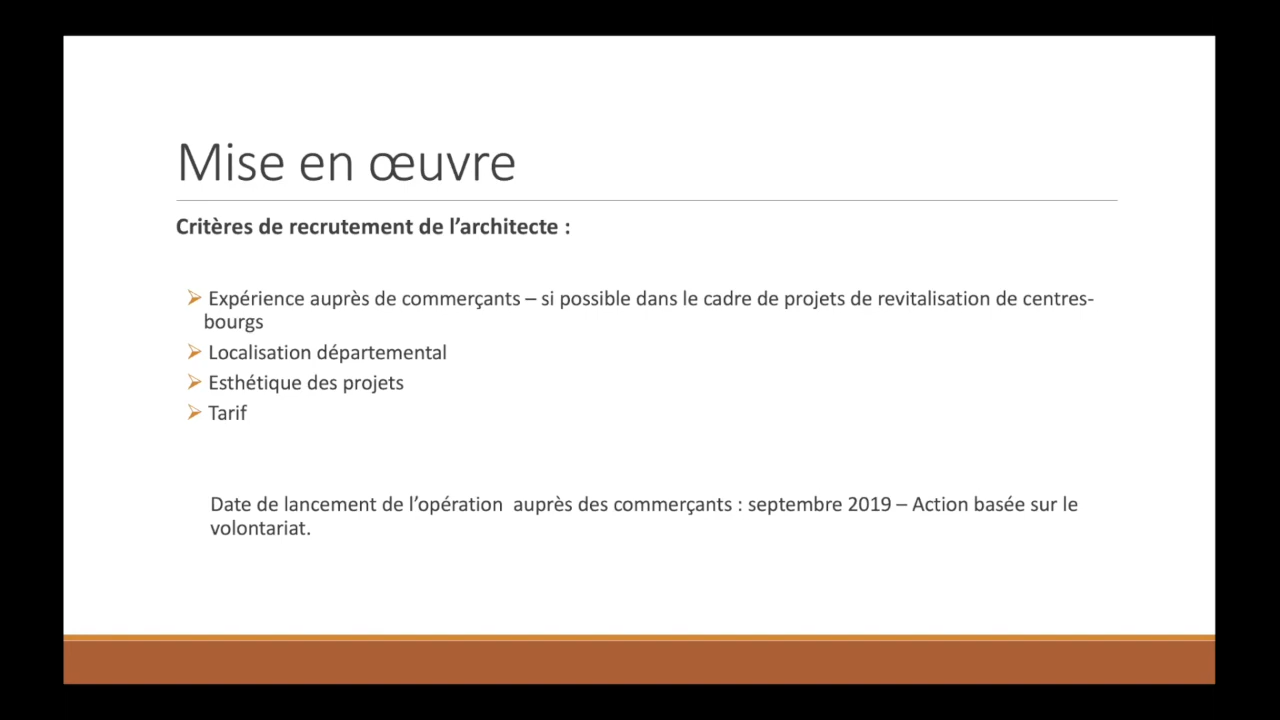 Mise en œuvre
Critères de recrutement de l’architecte :
Expérience auprès de commerçants – si possible dans le cadre de projets de revitalisation de centres-
bourgs
Localisation départemental
Esthétique des projets
Tarif
Date de lancement de l’opération  auprès des commerçants : septembre 2019 – Action basée sur le
volontariat.